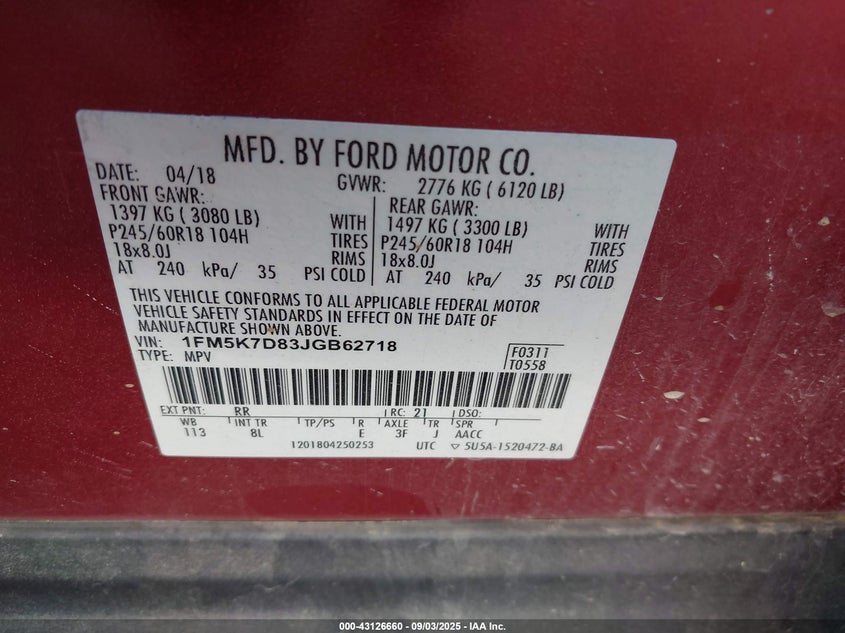 MFD. BY FORD MOTOR CO.
DATE: 04/18 GVWR: 2776 KG ( 6120 LB)
FRONT GAWR: REAR GAWR:
1397 KG ( 3080 LB) WITH 1497 KG ( 3300 LB) WITH
P245/60R18 104H TIRES P245/60R18 104H TIRES
18x8.0J RIMS 18x8.0J RIMS
AT 240 kPa/ 35 PSI COLD AT 240 kPa/ 35 PSI COLD
THIS VEHICLE CONFORMS TO ALL APPLICABLE FEDERAL MOTOR
VEHICLE SAFETY STANDARDS IN EFFECT ON THE DATE OF
MANUFACTURE SHOWN ABOVE.
VIN: 1FM5K7D83JGB62718
TYPE: MPV
F0311
T0558
EXT PNT: RR RC: 21 DSO:
WB INT TR TP/PS R AXLE TR SPR
113 8L E 3F J AACC
1201804250253 UTC ▽ 5U5A-1520472-BA
000-43126660 - 09/03/2025 - IAA Inc.